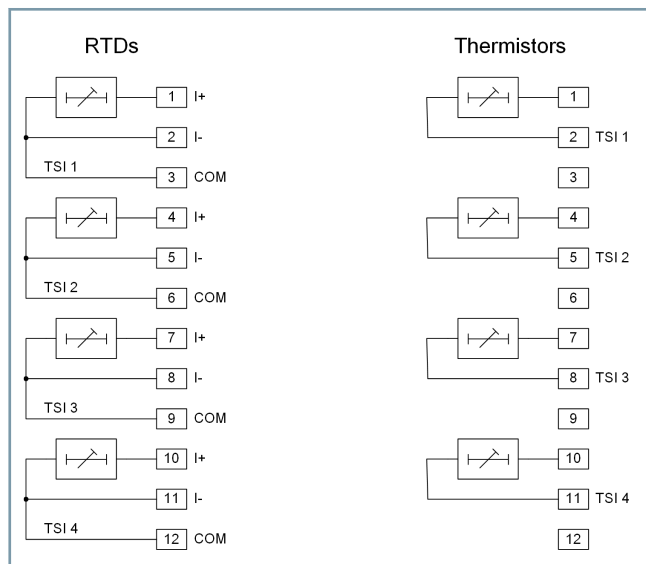 RTDs
1 I+
2 I-
TSI 1
3 COM
4 I+
5 I-
TSI 2
6 COM
7 I+
8 I-
TSI 3
9 COM
10 I+
11 I-
TSI 4
12 COM
Thermistors
1
2 TSI 1
3
4
5 TSI 2
6
7
8 TSI 3
9
10
11 TSI 4
12